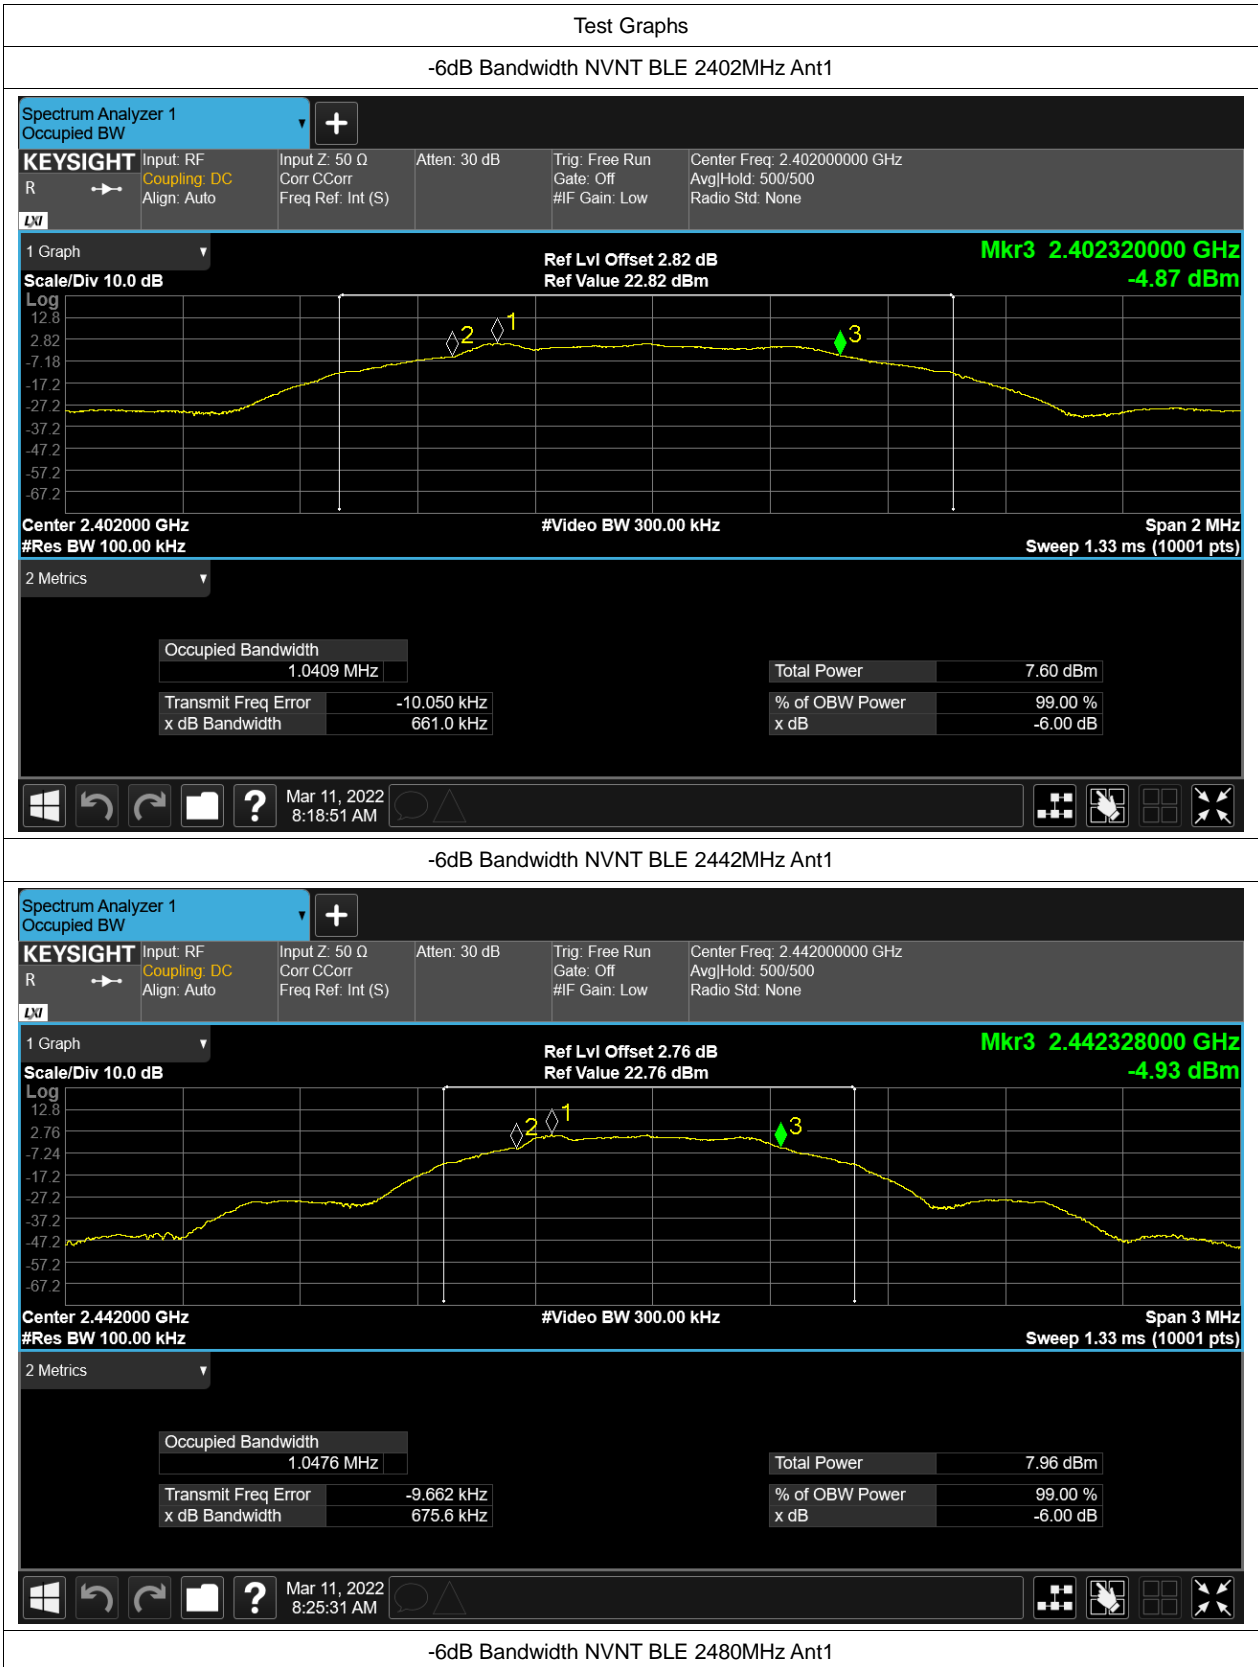 Test Graphs
-6dB Bandwidth NVNT BLE 2402MHz Ant1
Spectrum Analyzer 1
Occupied BW
KEYSIGHT Input: RF Input Z: 50 Ω Atten: 30 dB Trig: Free Run Center Freq: 2.402000000 GHz
R Coupling: DC Corr CCorr Gate: Off Avg|Hold: 500/500
Align: Auto Freq Ref: Int (S) #IF Gain: Low Radio Std: None
LXI
1 Graph Ref Lvl Offset 2.82 dB Mkr3 2.402320000 GHz
Scale/Div 10.0 dB Ref Value 22.82 dBm -4.87 dBm
Log
12.8
2.82
-7.18
-17.2
-27.2
-37.2
-47.2
-57.2
-67.2
2 1 3
Center 2.402000 GHz #Video BW 300.00 kHz Span 2 MHz
#Res BW 100.00 kHz Sweep 1.33 ms (10001 pts)
2 Metrics
Occupied Bandwidth
1.0409 MHz Total Power 7.60 dBm
Transmit Freq Error -10.050 kHz % of OBW Power 99.00 %
x dB Bandwidth 661.0 kHz x dB -6.00 dB
? Mar 11, 2022
8:18:51 AM
-6dB Bandwidth NVNT BLE 2442MHz Ant1
Spectrum Analyzer 1
Occupied BW
KEYSIGHT Input: RF Input Z: 50 Ω Atten: 30 dB Trig: Free Run Center Freq: 2.442000000 GHz
R Coupling: DC Corr CCorr Gate: Off Avg|Hold: 500/500
Align: Auto Freq Ref: Int (S) #IF Gain: Low Radio Std: None
LXI
1 Graph Ref Lvl Offset 2.76 dB Mkr3 2.442328000 GHz
Scale/Div 10.0 dB Ref Value 22.76 dBm -4.93 dBm
Log
12.8
2.76
-7.24
-17.2
-27.2
-37.2
-47.2
-57.2
-67.2
2 1 3
Center 2.442000 GHz #Video BW 300.00 kHz Span 3 MHz
#Res BW 100.00 kHz Sweep 1.33 ms (10001 pts)
2 Metrics
Occupied Bandwidth
1.0476 MHz Total Power 7.96 dBm
Transmit Freq Error -9.662 kHz % of OBW Power 99.00 %
x dB Bandwidth 675.6 kHz x dB -6.00 dB
? Mar 11, 2022
8:25:31 AM
-6dB Bandwidth NVNT BLE 2480MHz Ant1